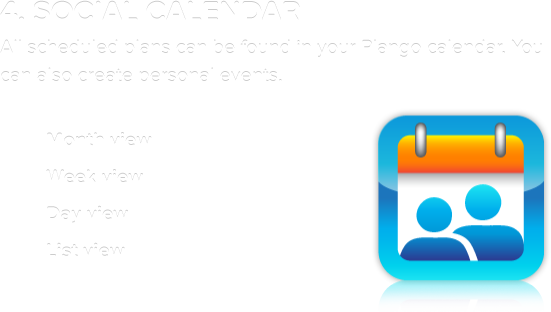 4. SOCIAL CALENDAR
All scheduled plans can be found in your Plango calendar. You
can also create personal events.
Month view
Week view
Day view
List view